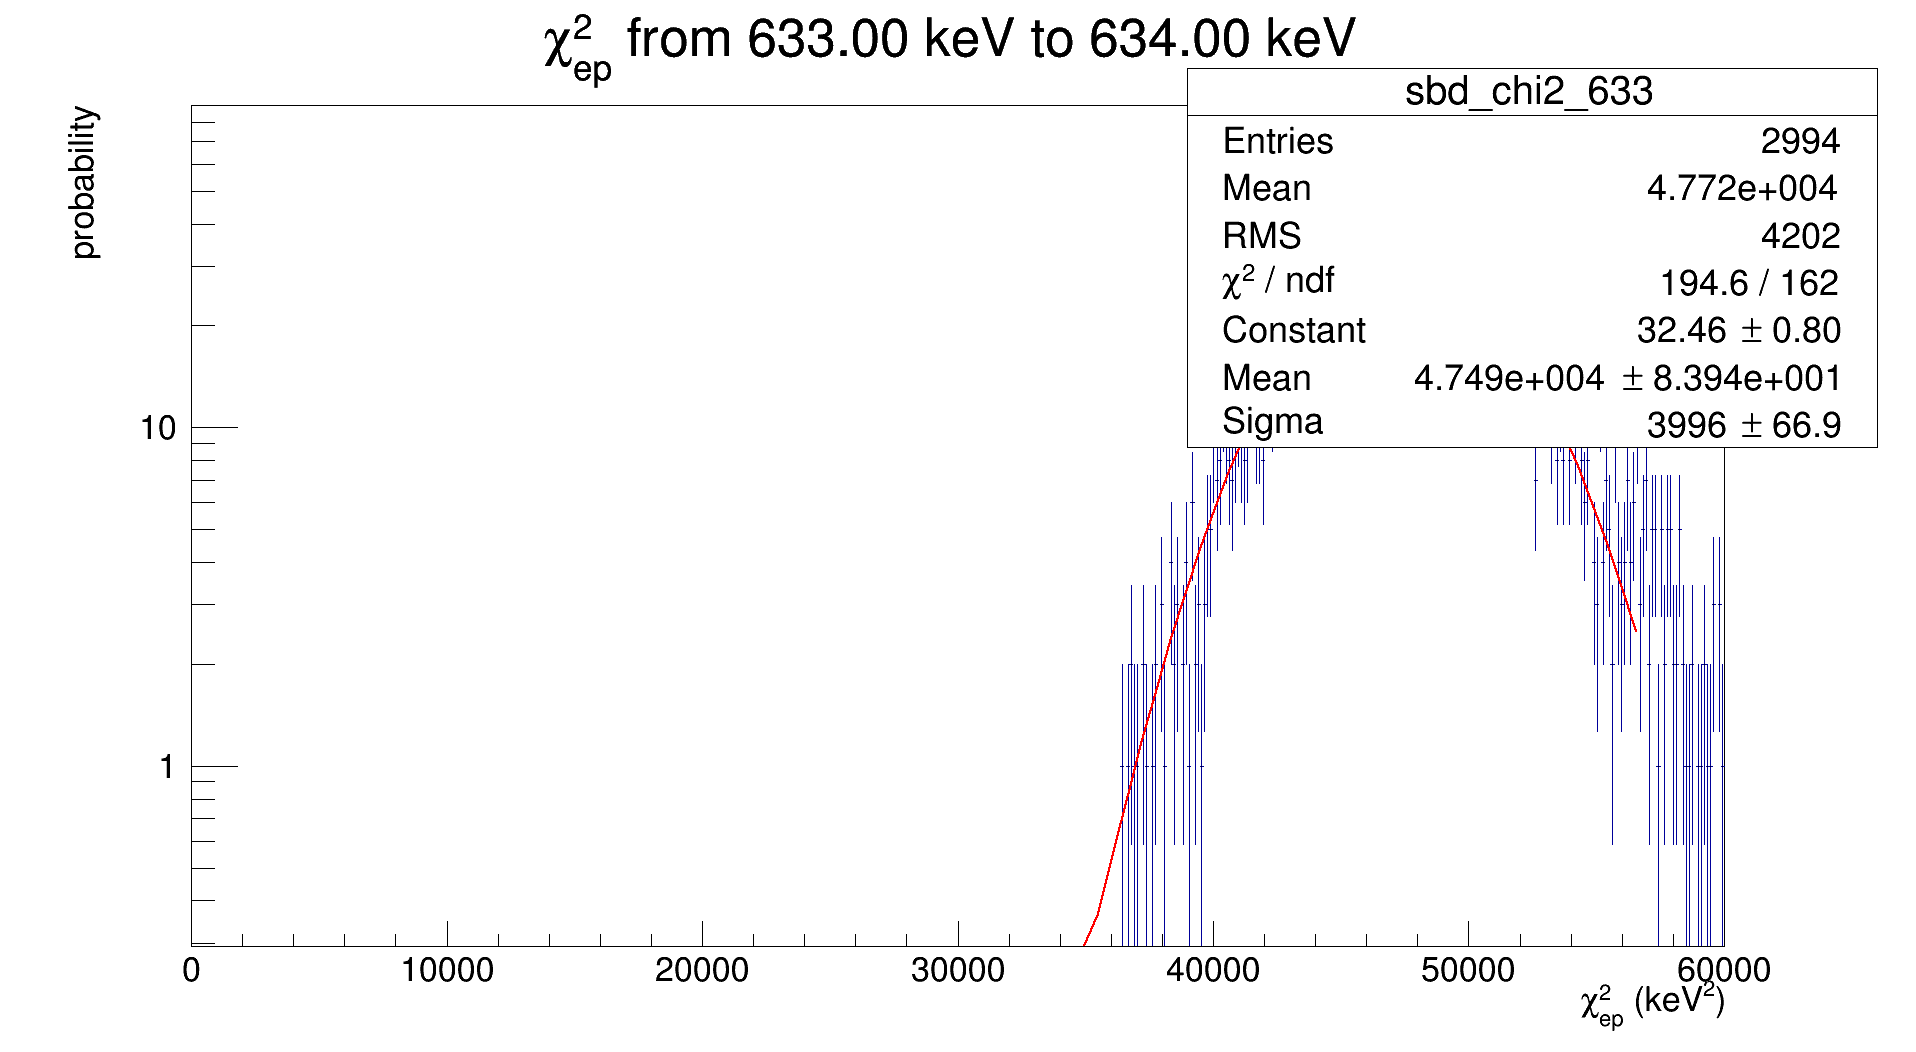 χ²ep from 633.00 keV to 634.00 keV
probability
sbd_chi2_633
Entries 2994
Mean 4.772e+004
RMS 4202
χ² / ndf 194.6 / 162
Constant 32.46 ± 0.80
Mean 4.749e+004 ± 8.394e+001
Sigma 3996 ± 66.9
10
1
0 10000 20000 30000 40000 50000 60000
χ²ep (keV²)